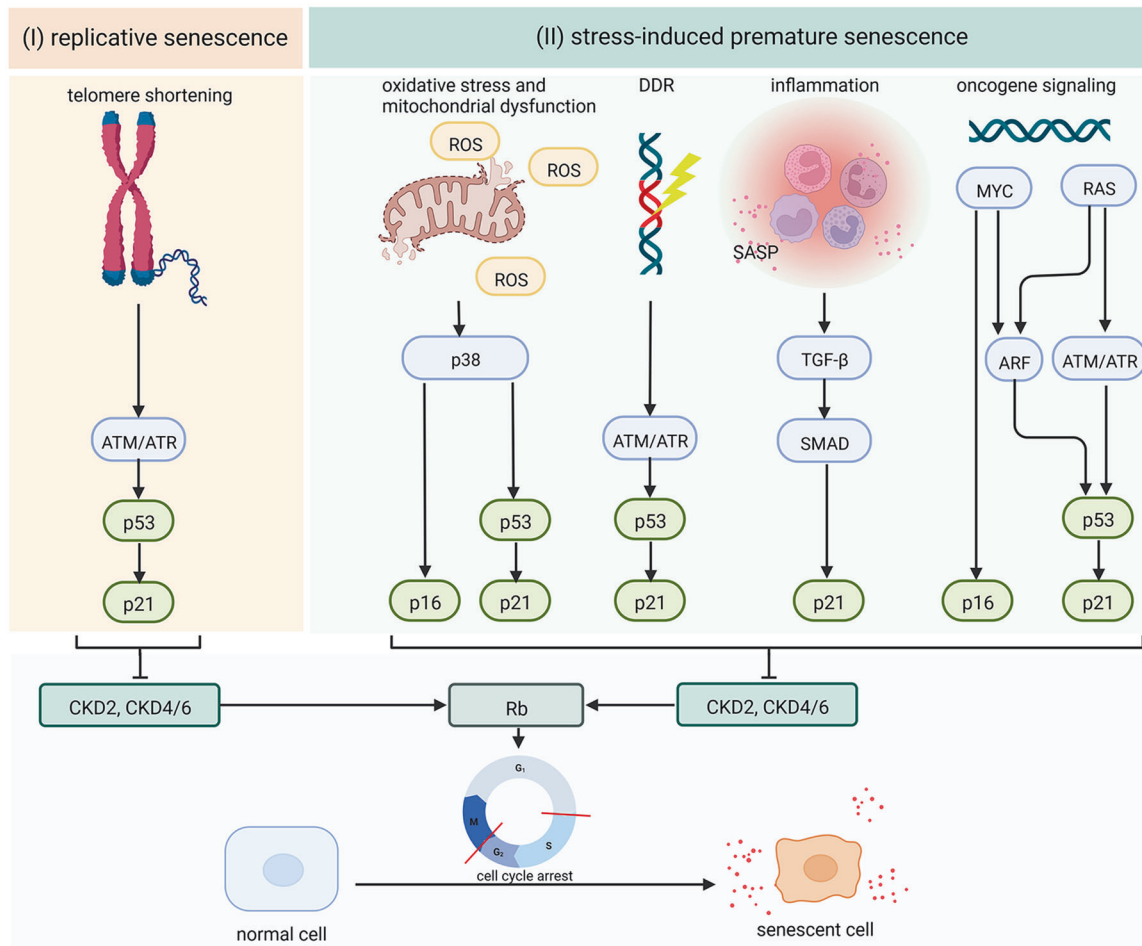 (I) replicative senescence
(II) stress-induced premature senescence
telomere shortening
oxidative stress and
mitochondrial dysfunction
DDR
inflammation
oncogene signaling
ROS
ROS
ROS
SASP
MYC
RAS
p38
TGF-β
ARF
ATM/ATR
ATM/ATR
ATM/ATR
SMAD
p53
p53
p53
p53
p21
p16
p21
p21
p21
p16
p21
CKD2, CKD4/6
Rb
CKD2, CKD4/6
G₁
M
G₂
S
cell cycle arrest
normal cell
senescent cell